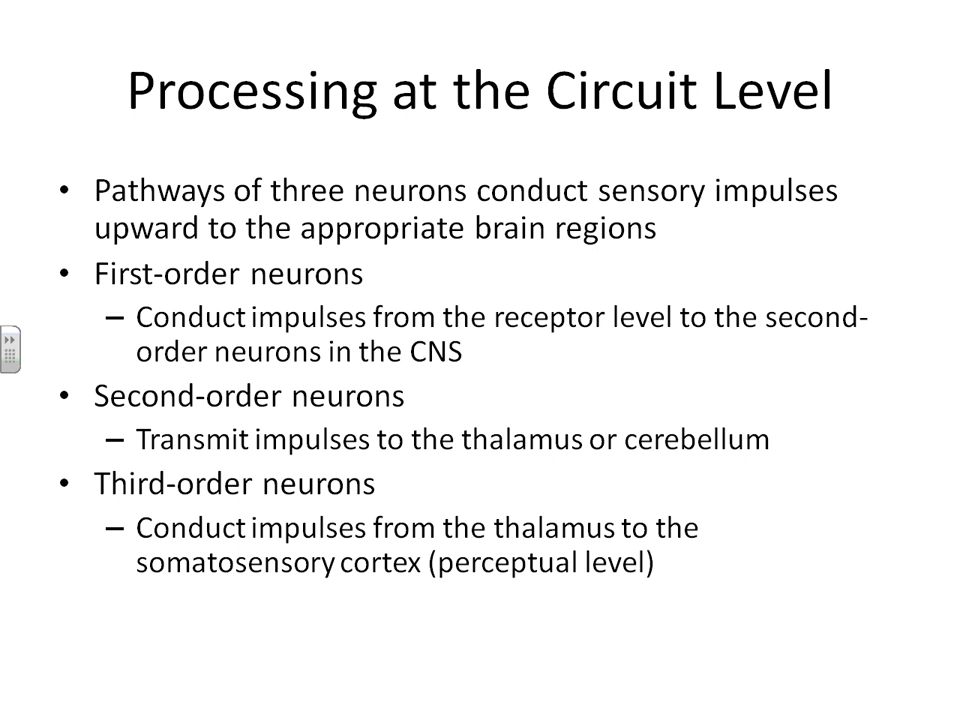 Processing at the Circuit Level
• Pathways of three neurons conduct sensory impulses
upward to the appropriate brain regions
• First-order neurons
– Conduct impulses from the receptor level to the second-
order neurons in the CNS
• Second-order neurons
– Transmit impulses to the thalamus or cerebellum
• Third-order neurons
– Conduct impulses from the thalamus to the
somatosensory cortex (perceptual level)